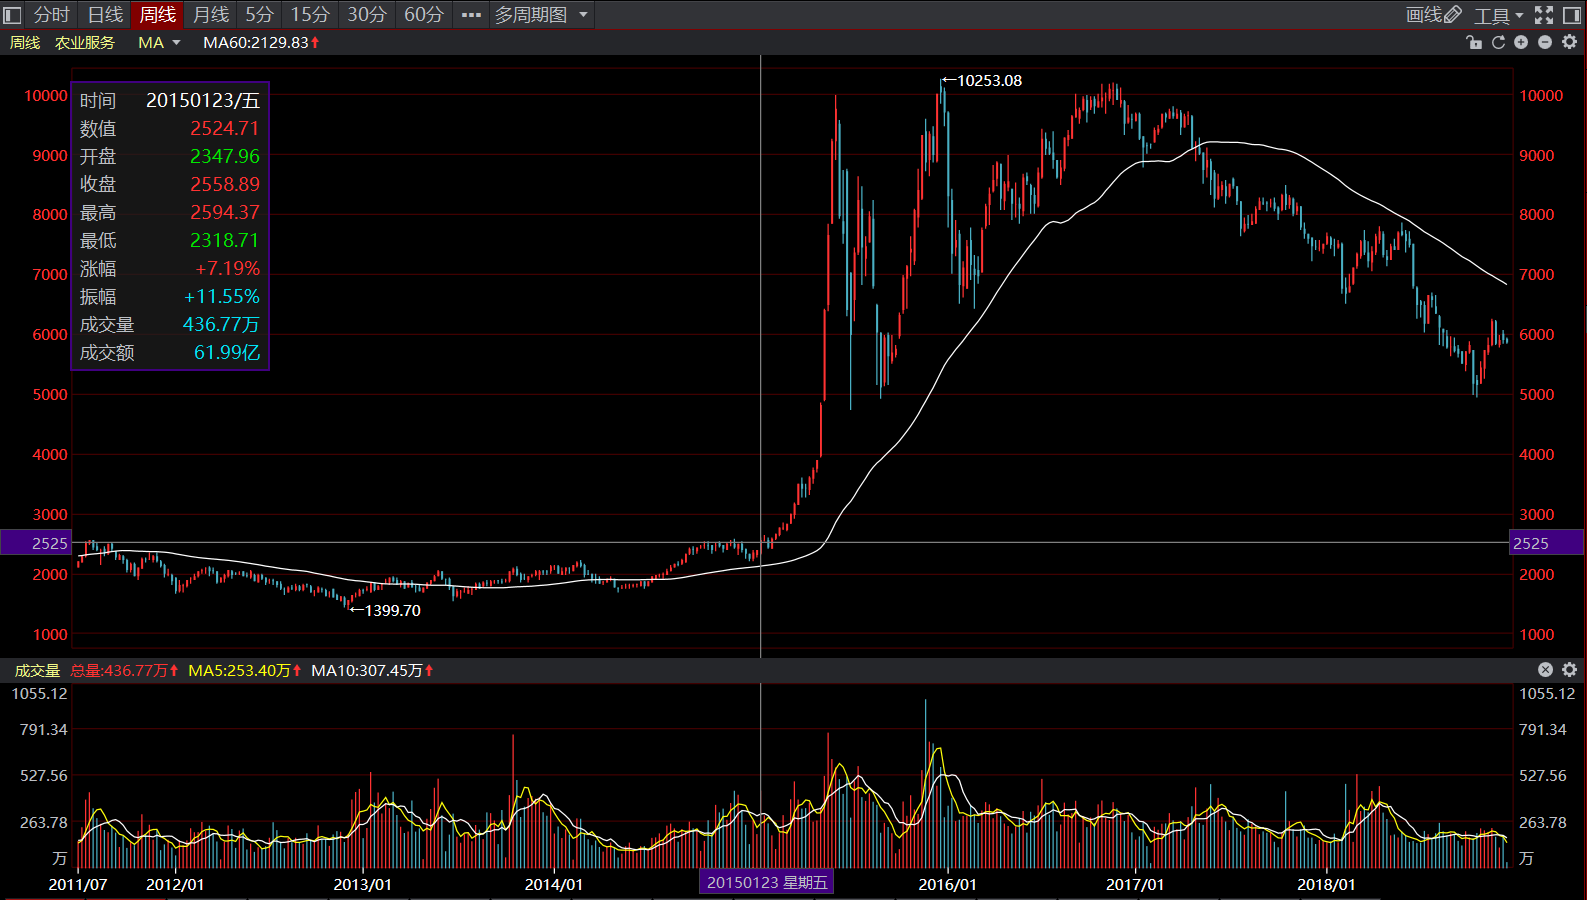 分时 日线 周线 月线 5分 15分 30分 60分 ••• 多周期图 画线 工具
周线 农业服务 MA MA60:2129.83↑
←10253.08
时间 20150123/五
数值 2524.71
开盘 2347.96
收盘 2558.89
最高 2594.37
最低 2318.71
涨幅 +7.19%
振幅 +11.55%
成交量 436.77万
成交额 61.99亿
10000 10000
9000 9000
8000 8000
7000 7000
6000 6000
5000 5000
4000 4000
3000 3000
2525 2525
2000 2000
←1399.70
1000 1000
成交量 总量:436.77万↑ MA5:253.40万↑ MA10:307.45万↑
1055.12 1055.12
791.34 791.34
527.56 527.56
263.78 263.78
万 万
2011/07 2012/01 2013/01 2014/01 20150123 星期五 2016/01 2017/01 2018/01